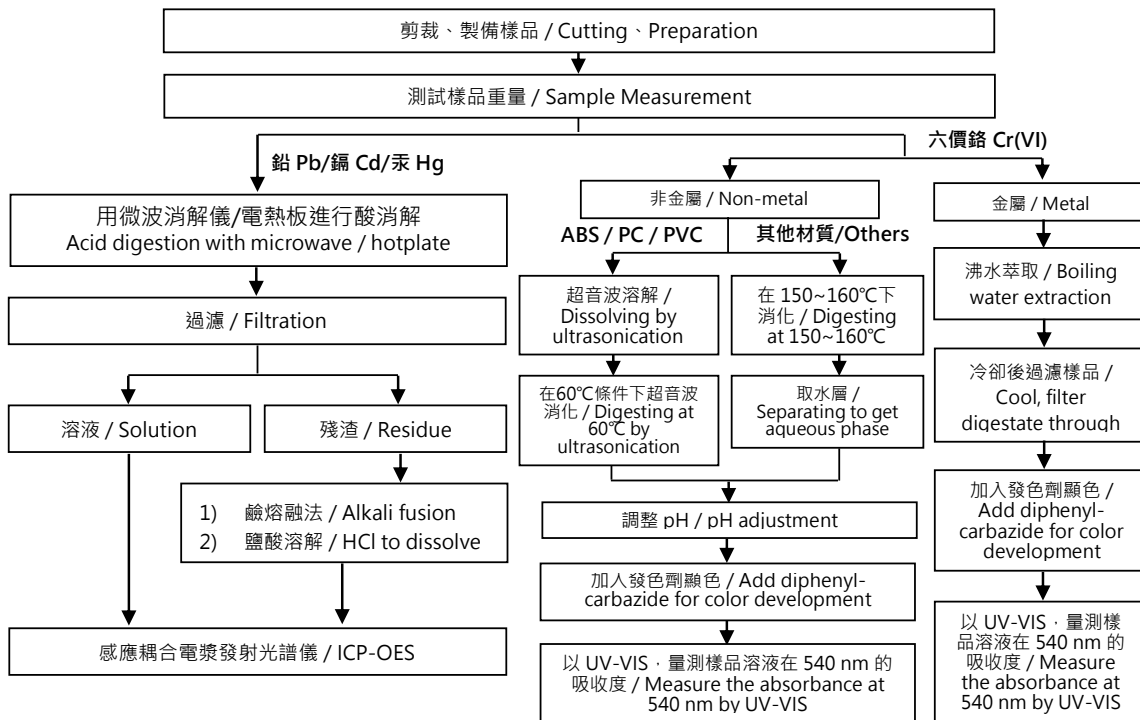 剪裁、製備樣品 / Cutting、Preparation
測試樣品重量 / Sample Measurement
鉛 Pb/鎘 Cd/汞 Hg
六價鉻 Cr(VI)
用微波消解儀/電熱板進行酸消解
Acid digestion with microwave / hotplate
過濾 / Filtration
溶液 / Solution
殘渣 / Residue
1) 鹼熔融法 / Alkali fusion
2) 鹽酸溶解 / HCl to dissolve
感應耦合電漿發射光譜儀 / ICP-OES
非金屬 / Non-metal
ABS / PC / PVC
其他材質/Others
超音波溶解 /
Dissolving by
ultrasonication
在60℃條件下超音波
消化 / Digesting at
60℃ by
ultrasonication
在 150~160℃下
消化 / Digesting
at 150~160℃
取水層 /
Separating to get
aqueous phase
調整 pH / pH adjustment
加入發色劑顯色 / Add diphenyl-
carbazide for color development
以 UV-VIS，量測樣品溶液在 540 nm 的
吸收度 / Measure the absorbance at
540 nm by UV-VIS
金屬 / Metal
沸水萃取 / Boiling
water extraction
冷卻後過濾樣品 /
Cool, filter
digestate through
加入發色劑顯色 /
Add diphenyl-
carbazide for color
development
以 UV-VIS，量測樣
品溶液在 540 nm 的
吸收度 / Measure
the absorbance at
540 nm by UV-VIS